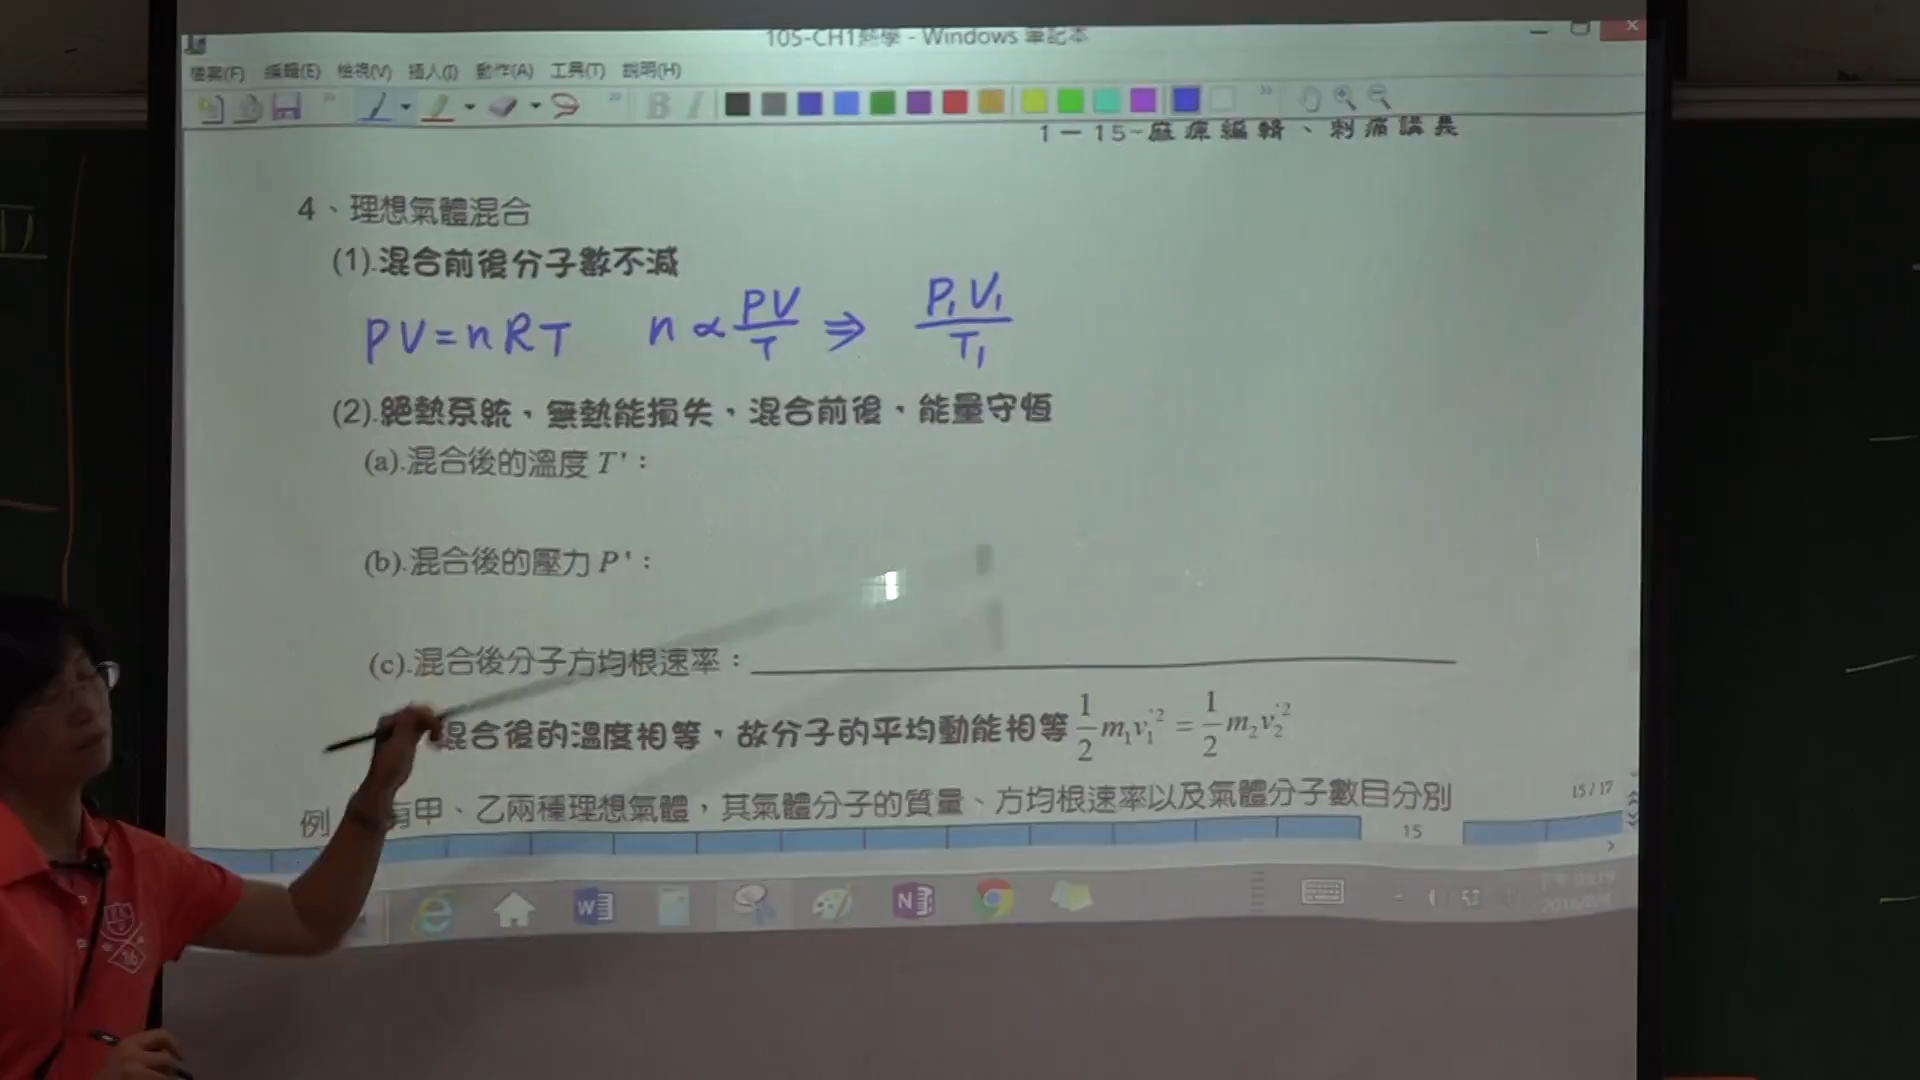 105-CH1熱學 - Windows 筆記本
檔案(F) 編輯(E) 檢視(V) 插入(I) 動作(A) 工具(T) 說明(H)
B I
1－15-麻辣編輯、刺痛講義
4、理想氣體混合
(1).混合前後分子數不減
PV=nRT n∝PV/T ⇒ P₁V₁/T₁
(2).絕熱系統，無熱能損失，混合前後，能量守恆
(a).混合後的溫度 T'：
(b).混合後的壓力 P'：
(c).混合後分子方均根速率：
混合後的溫度相等，故分子的平均動能相等 1/2 m₁v₁'² = 1/2 m₂v₂'²
例 有甲、乙兩種理想氣體，其氣體分子的質量、方均根速率以及氣體分子數目分別
15/17
15
16